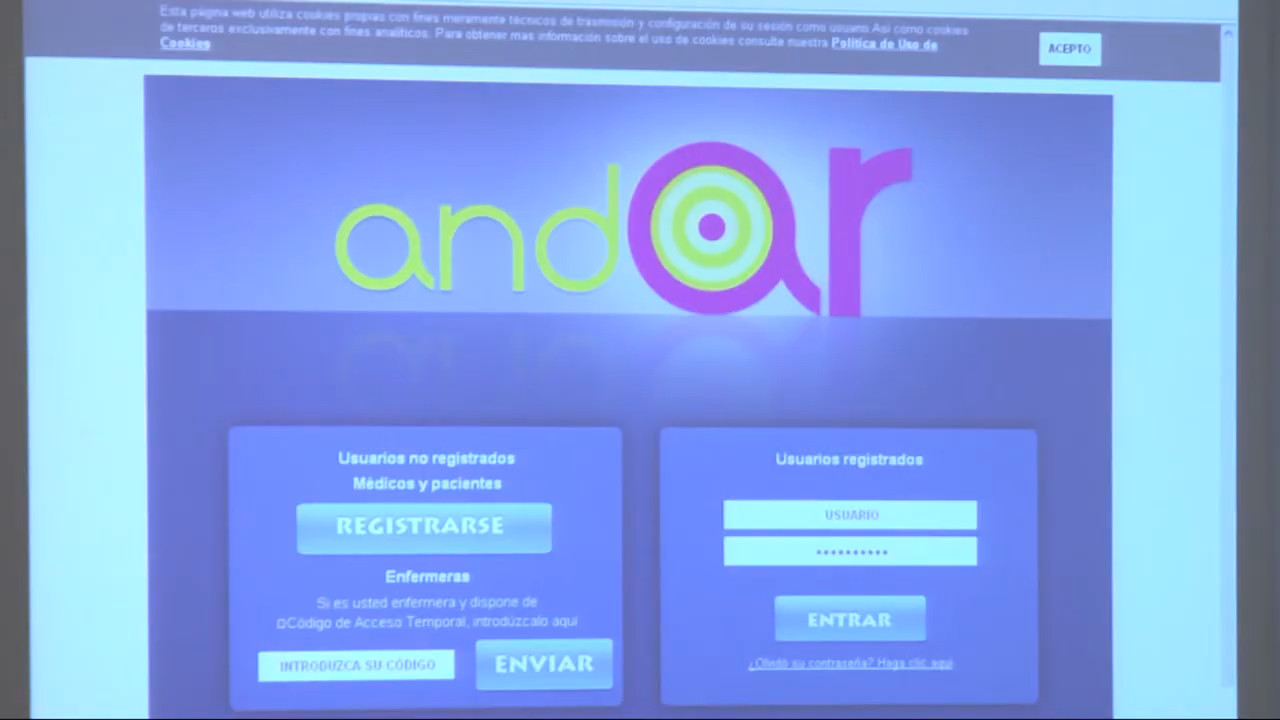 Esta página web utiliza cookies propias con fines meramente técnicos de trasmisión y configuración de su sesión como usuario.Así como cookies
de terceros exclusivamente con fines analíticos. Para obtener mas información sobre el uso de cookies consulte nuestra Política de Uso de
Cookies
ACEPTO
andar
Usuarios no registrados
Médicos y pacientes
REGISTRARSE
Enfermeras
Si es usted enfermera y dispone de
Código de Acceso Temporal, introdúzcalo aquí
INTRODUZCA SU CÓDIGO
ENVIAR
Usuarios registrados
USUARIO
••••••••••
ENTRAR
¿Olvidó su contraseña? Haga clic aquí